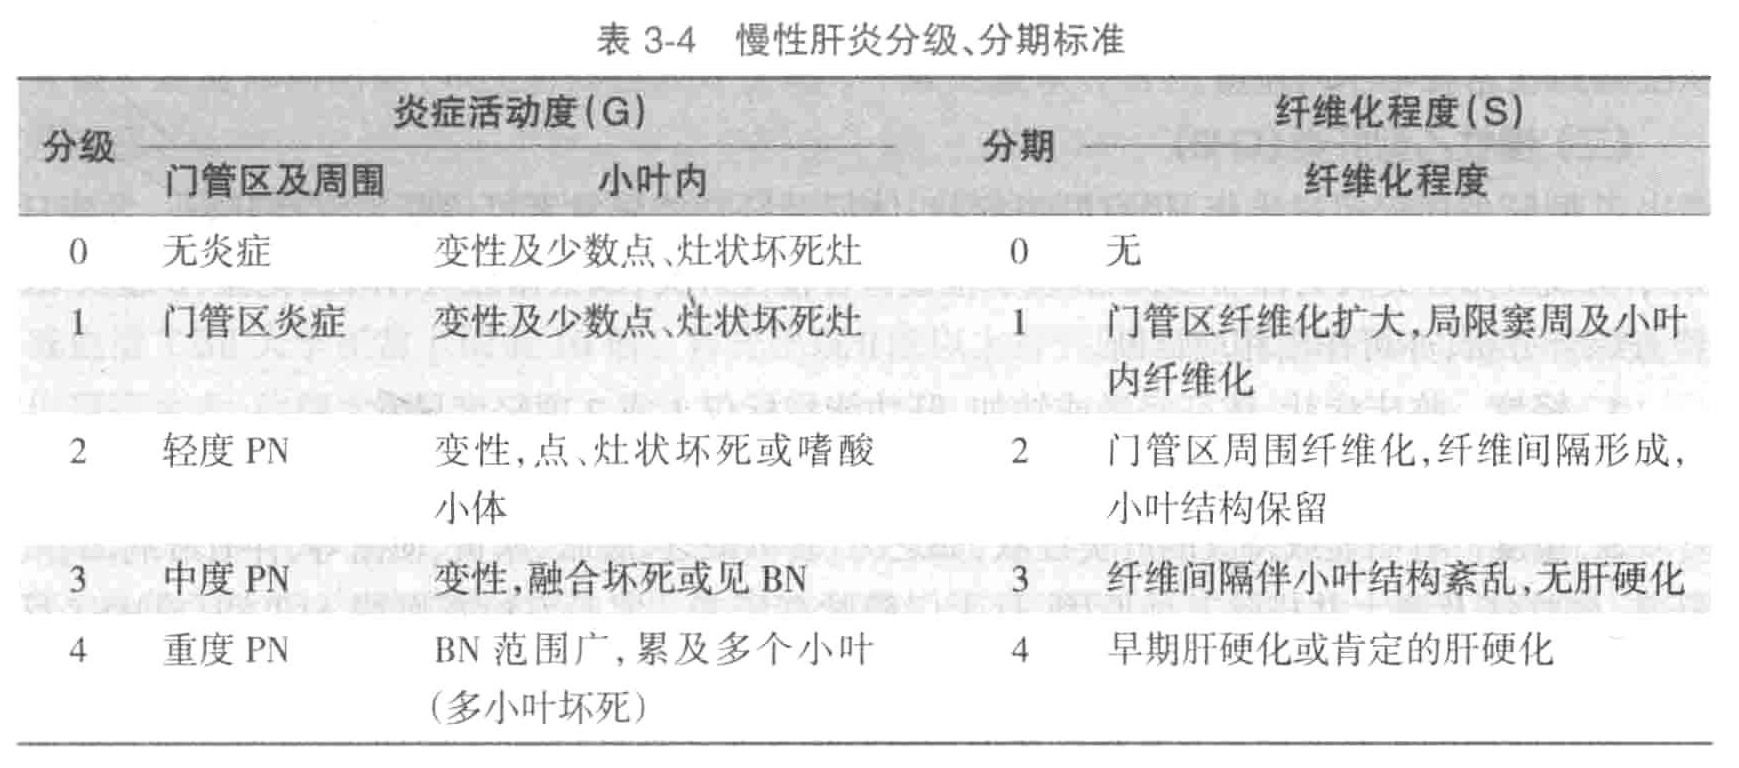 表 3-4 慢性肝炎分级、分期标准
炎症活动度(G) 纤维化程度(S)
分级 分期
门管区及周围 小叶内 纤维化程度
0 无炎症 变性及少数点、灶状坏死灶 0 无
1 门管区炎症 变性及少数点、灶状坏死灶 1 门管区纤维化扩大,局限窦周及小叶
内纤维化
2 轻度 PN 变性,点、灶状坏死或嗜酸 2 门管区周围纤维化,纤维间隔形成,
小体 小叶结构保留
3 中度 PN 变性,融合坏死或见 BN 3 纤维间隔伴小叶结构紊乱,无肝硬化
4 重度 PN BN 范围广,累及多个小叶 4 早期肝硬化或肯定的肝硬化
(多小叶坏死)